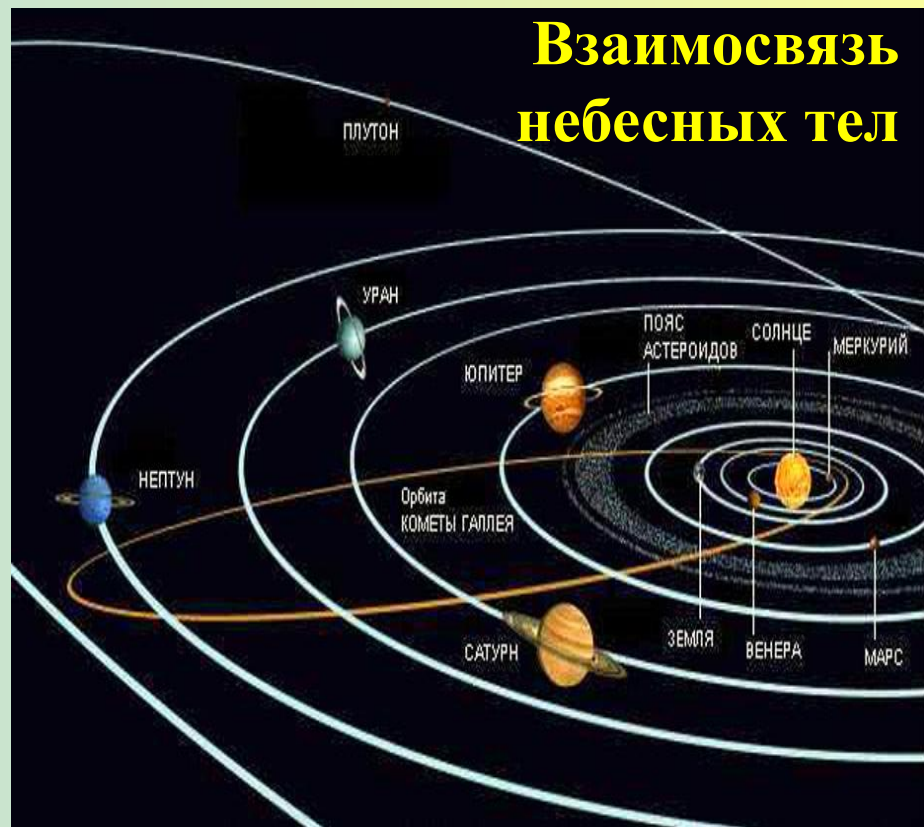 Взаимосвязь
небесных тел
ПЛУТОН
УРАН
ПОЯС
АСТЕРОИДОВ
СОЛНЦЕ
МЕРКУРИЙ
ЮПИТЕР
НЕПТУН
Орбита
КОМЕТЫ ГАЛЛЕЯ
САТУРН
ЗЕМЛЯ
ВЕНЕРА
МАРС